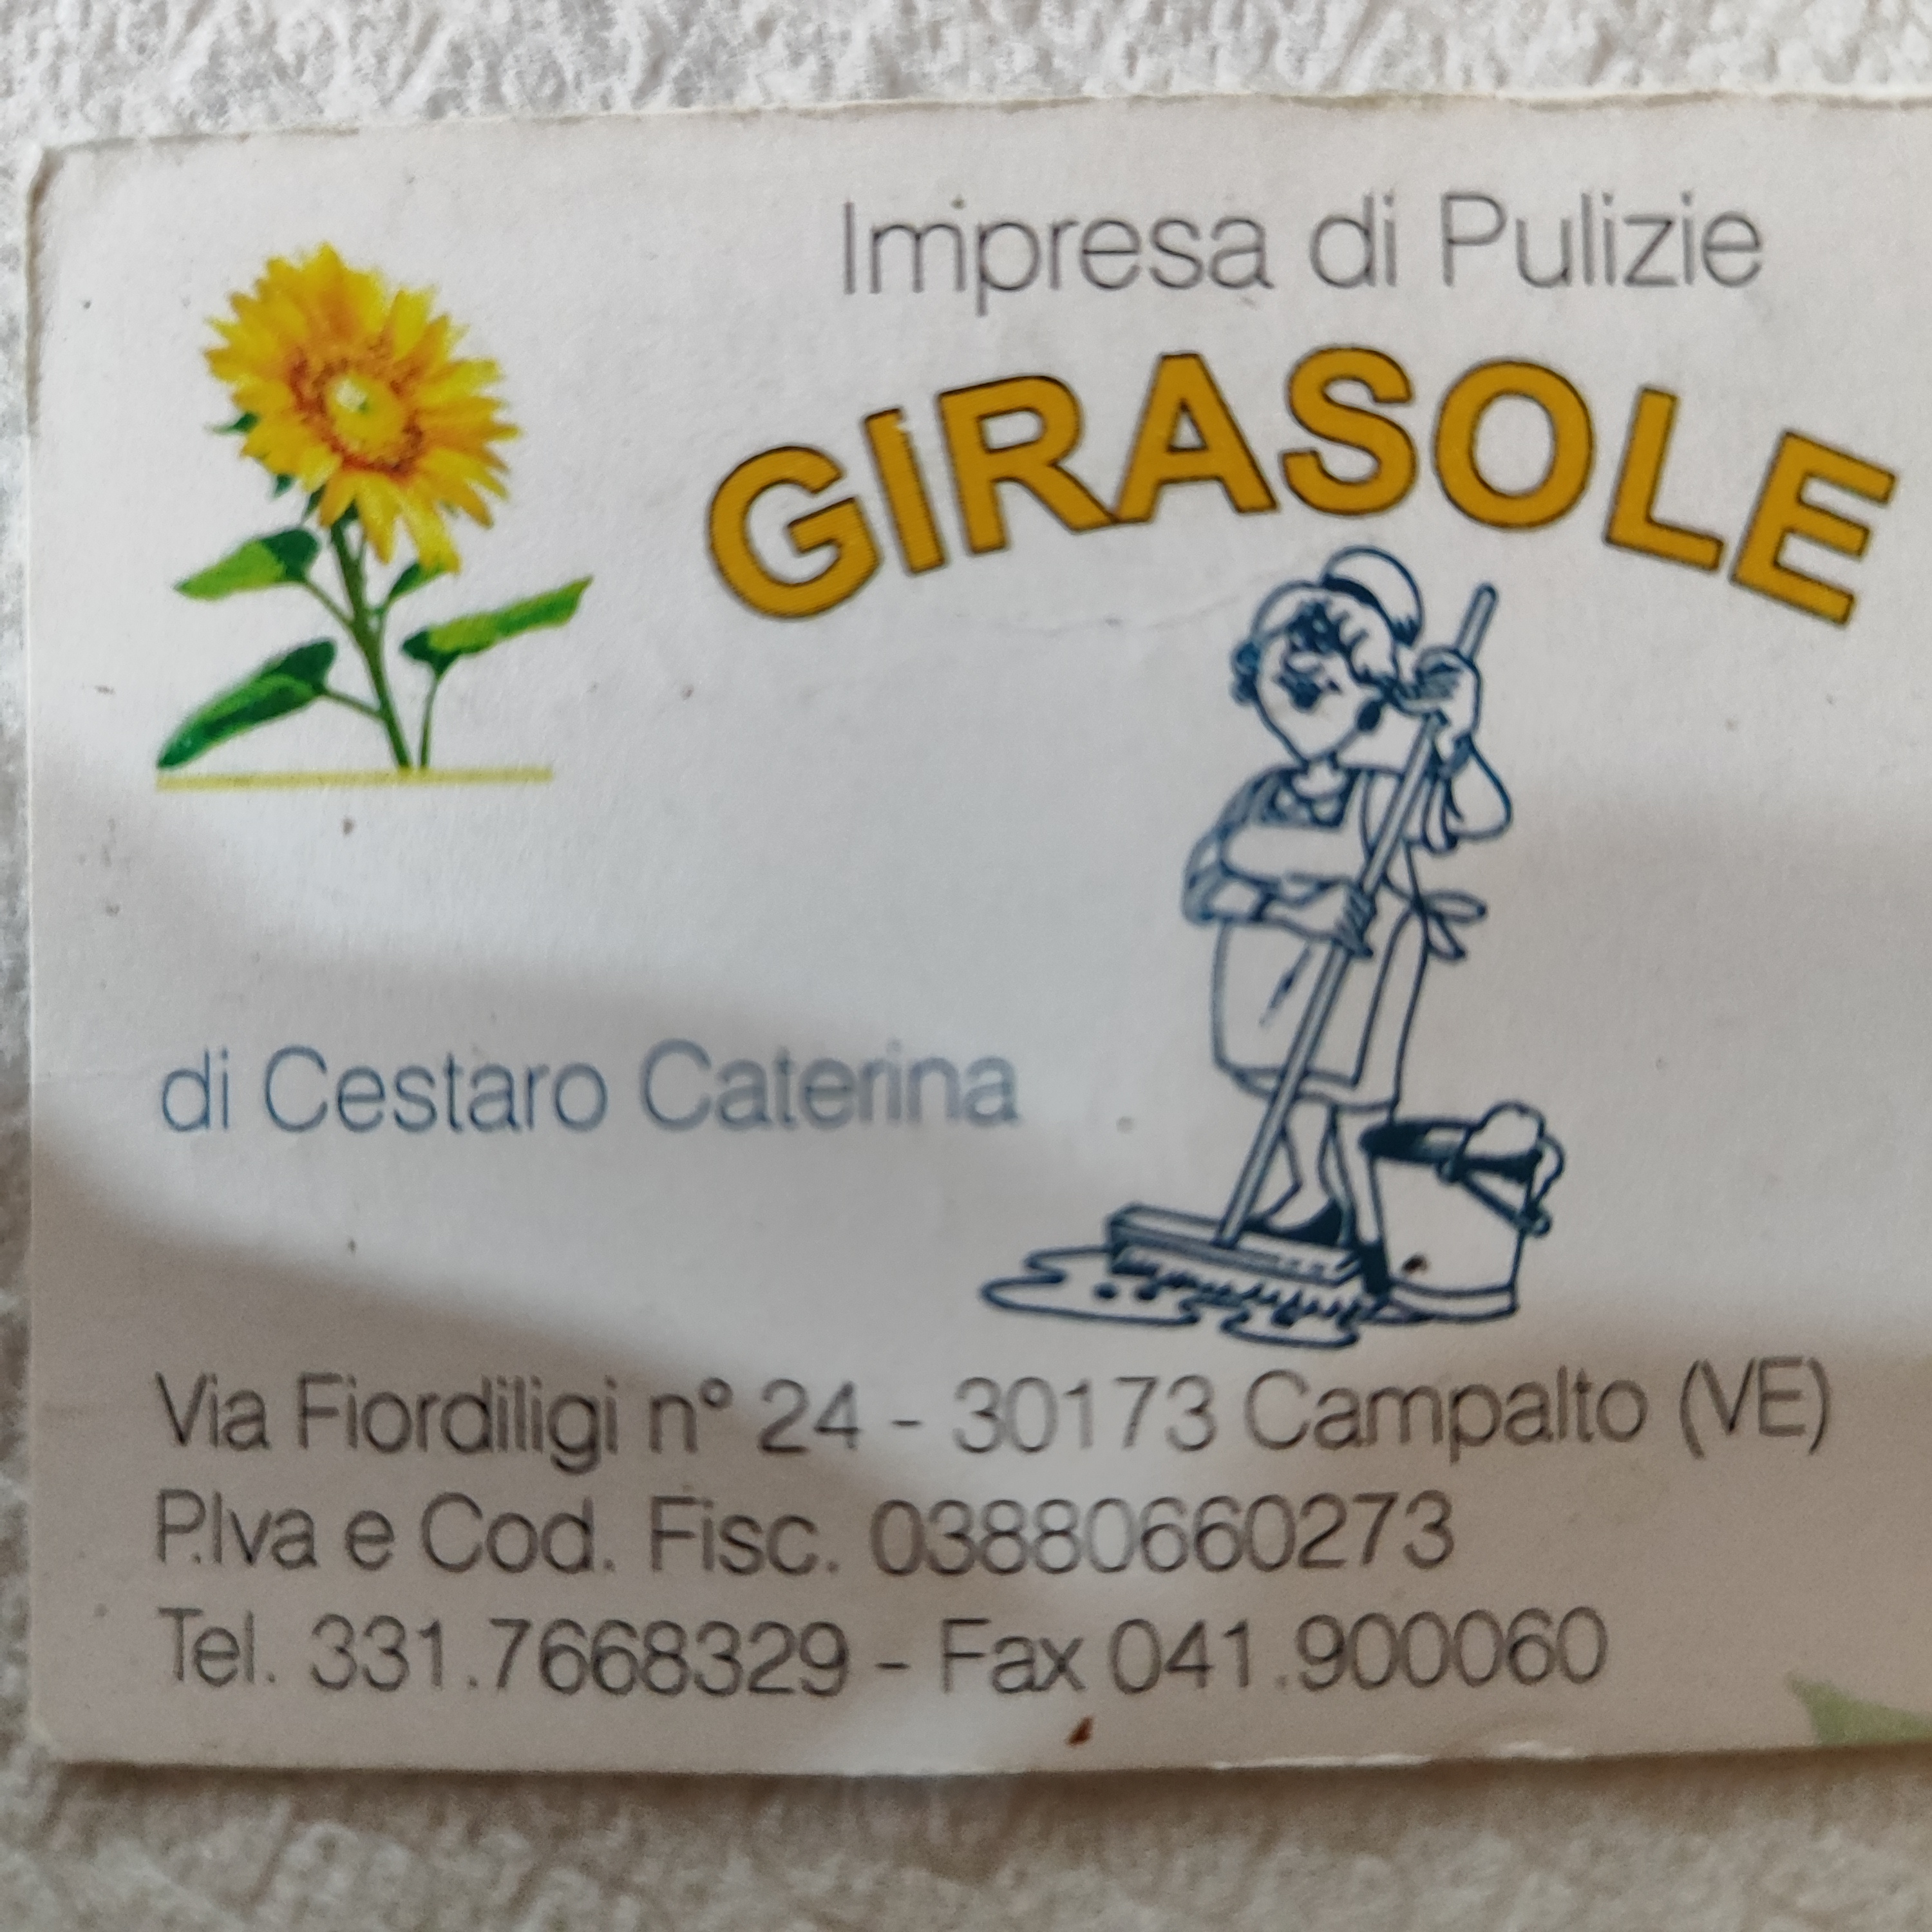 Impresa di Pulizie
GIRASOLE
di Cestaro Caterina
Via Fiordiligi n° 24 - 30173 Campalto (VE)
P.Iva e Cod. Fisc. 03880660273
Tel. 331.7668329 - Fax 041.900060